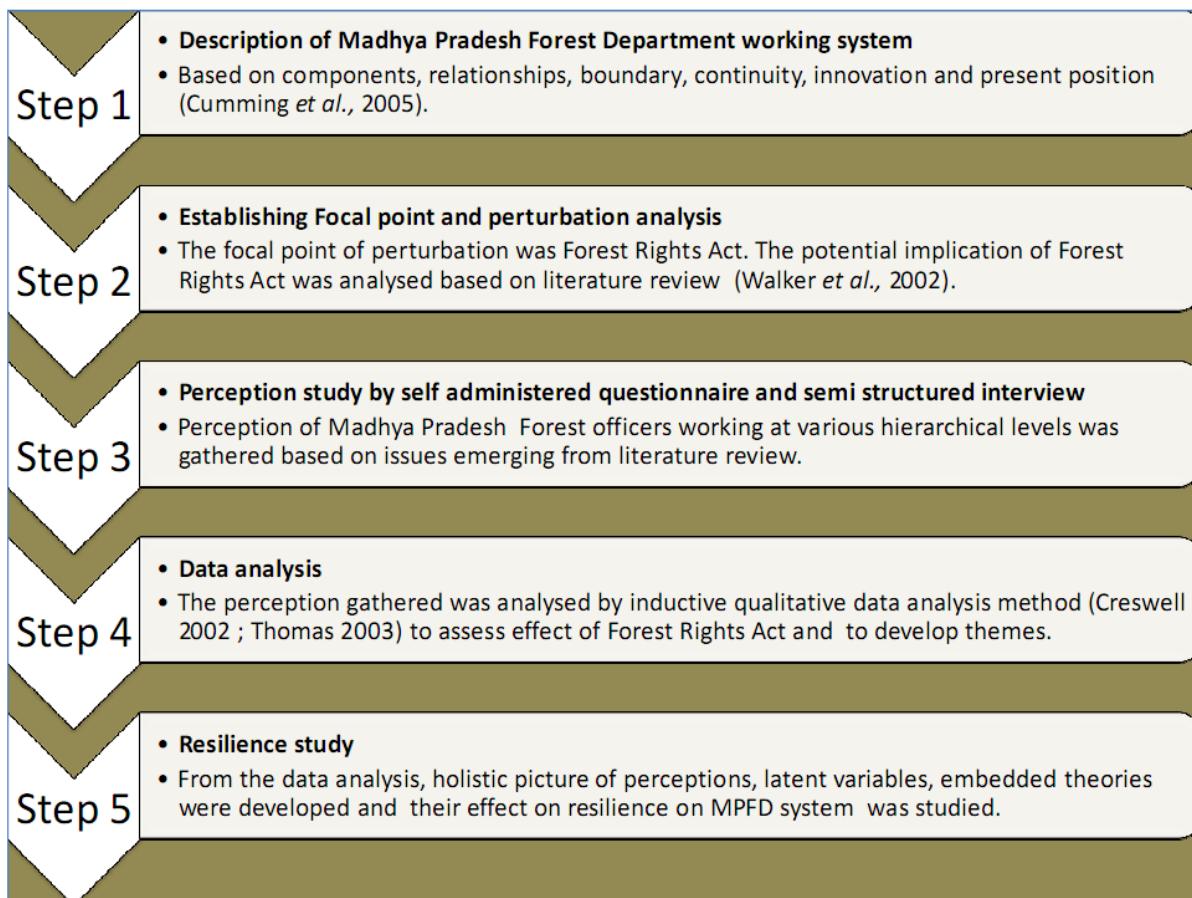 Step 1
• Description of Madhya Pradesh Forest Department working system
• Based on components, relationships, boundary, continuity, innovation and present position
(Cumming et al., 2005).
Step 2
• Establishing Focal point and perturbation analysis
• The focal point of perturbation was Forest Rights Act. The potential implication of Forest
Rights Act was analysed based on literature review (Walker et al., 2002).
Step 3
• Perception study by self administered questionnaire and semi structured interview
• Perception of Madhya Pradesh Forest officers working at various hierarchical levels was
gathered based on issues emerging from literature review.
Step 4
• Data analysis
• The perception gathered was analysed by inductive qualitative data analysis method (Creswell
2002 ; Thomas 2003) to assess effect of Forest Rights Act and to develop themes.
Step 5
• Resilience study
• From the data analysis, holistic picture of perceptions, latent variables, embedded theories
were developed and their effect on resilience on MPFD system was studied.